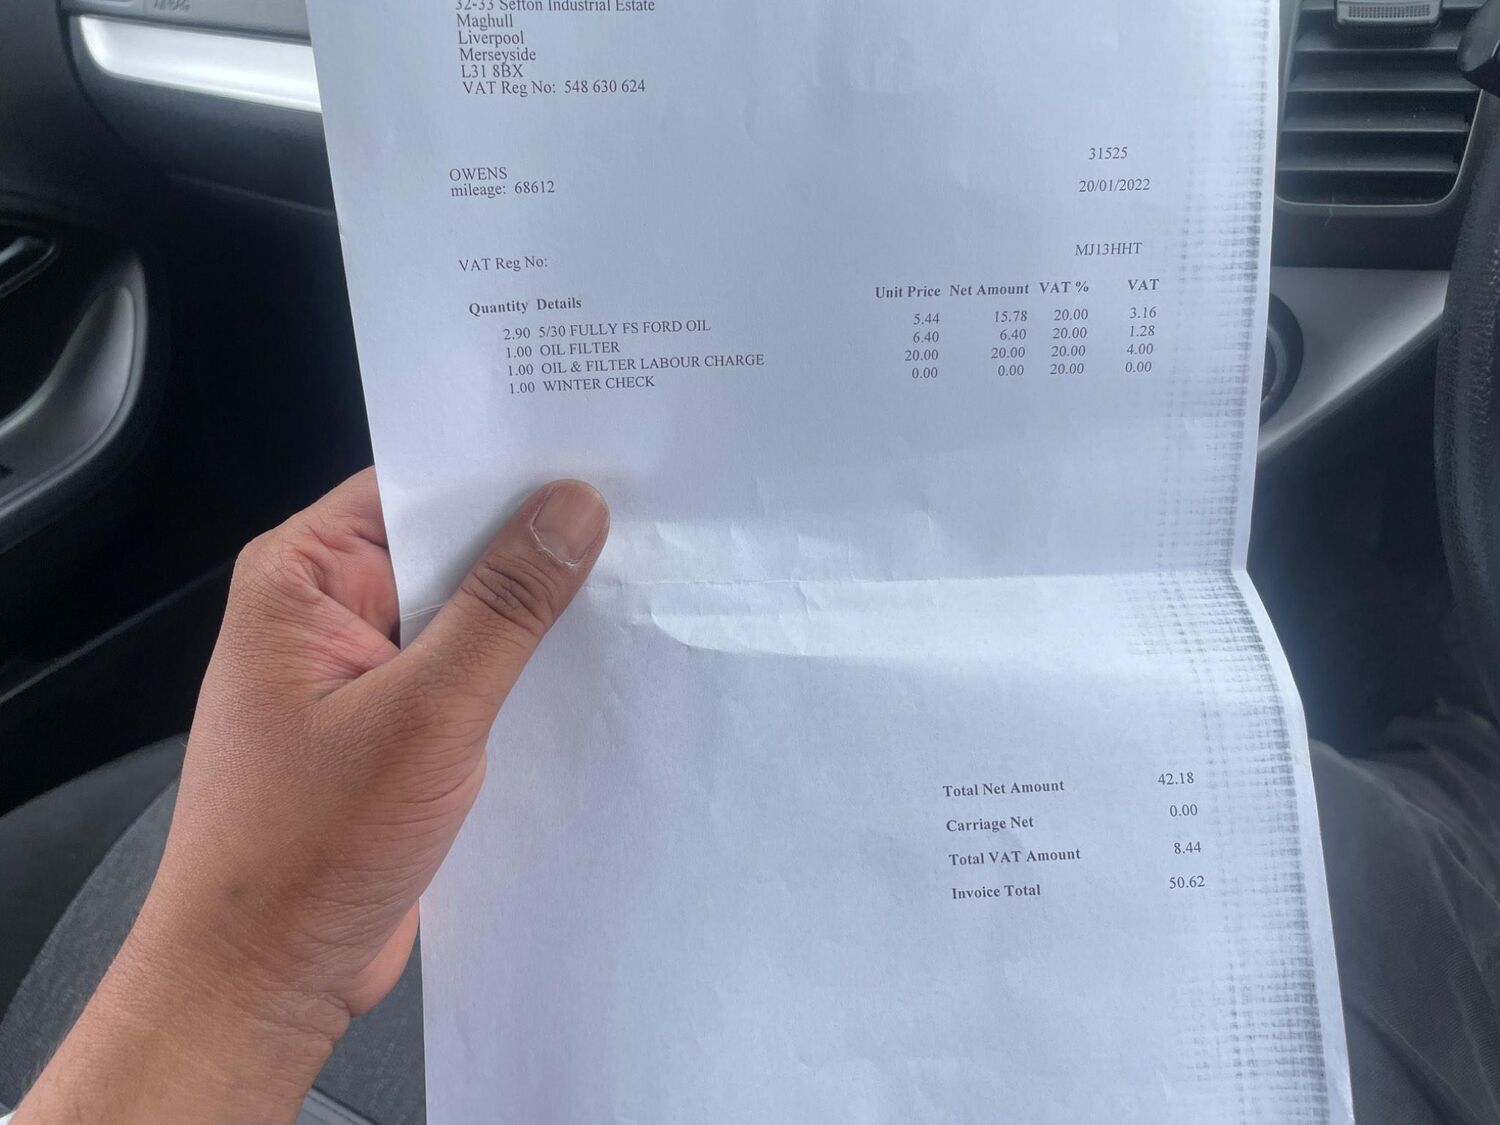 AIRBAG
32-33 Sefton Industrial Estate
Maghull
Liverpool
Merseyside
L31 8BX
VAT Reg No: 548 630 624
31525
OWENS
mileage: 68612
20/01/2022
MJ13HHT
VAT Reg No:
Quantity Details Unit Price Net Amount VAT % VAT
2.90 5/30 FULLY FS FORD OIL 5.44 15.78 20.00 3.16
1.00 OIL FILTER 6.40 6.40 20.00 1.28
1.00 OIL & FILTER LABOUR CHARGE 20.00 20.00 20.00 4.00
1.00 WINTER CHECK 0.00 0.00 20.00 0.00
Total Net Amount 42.18
Carriage Net 0.00
Total VAT Amount 8.44
Invoice Total 50.62